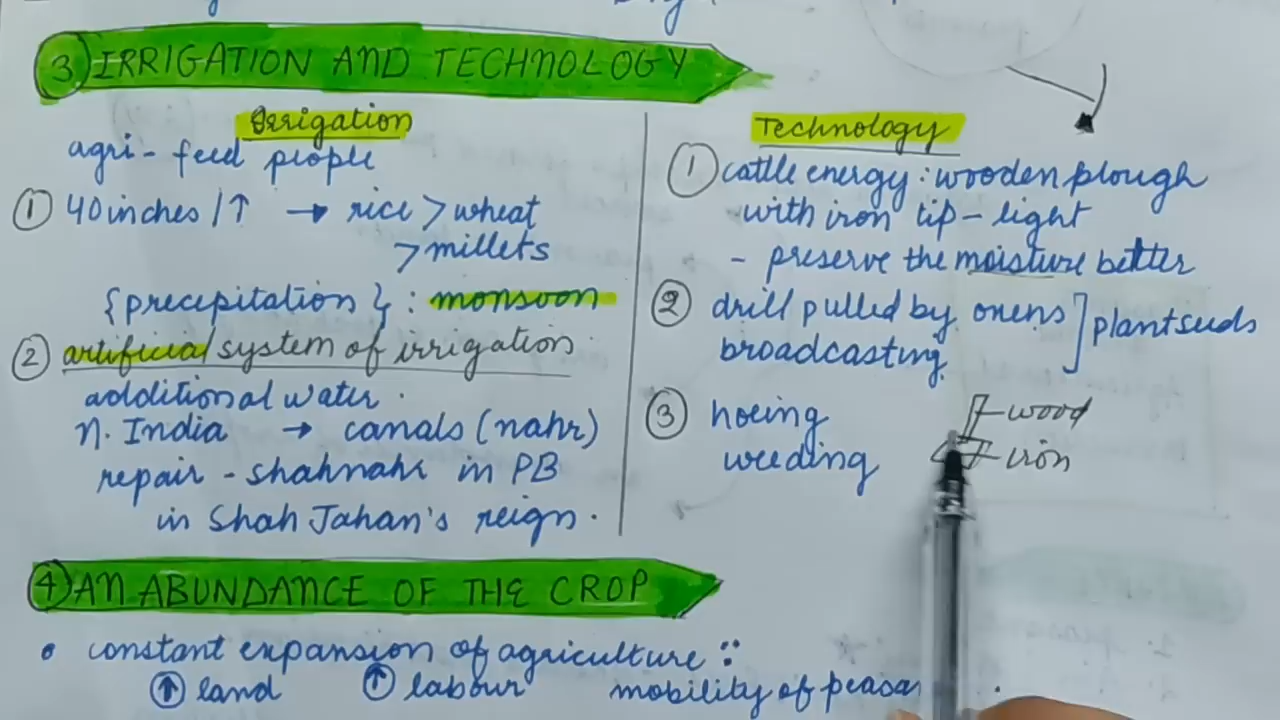 ③ IRRIGATION AND TECHNOLOGY
Irrigation
agri - feed people
① 40 inches / ↑ → rice > wheat
> millets
{precepitation} : monsoon
② artificial system of irrigation
additional water.
N. India → canals (nahr)
repair - shahnahr in PB
in Shah Jahan's reign.
Technology
① cattle energy : wooden plough
with iron tip - light
- preserve the moisture better
② drill pulled by oxens
broadcasting
] plant seeds
③ hoeing
weeding
wood
iron
④ AN ABUNDANCE OF THE CROP
• constant expansion of agriculture ::
↑ land ↑ labour mobility of peasa